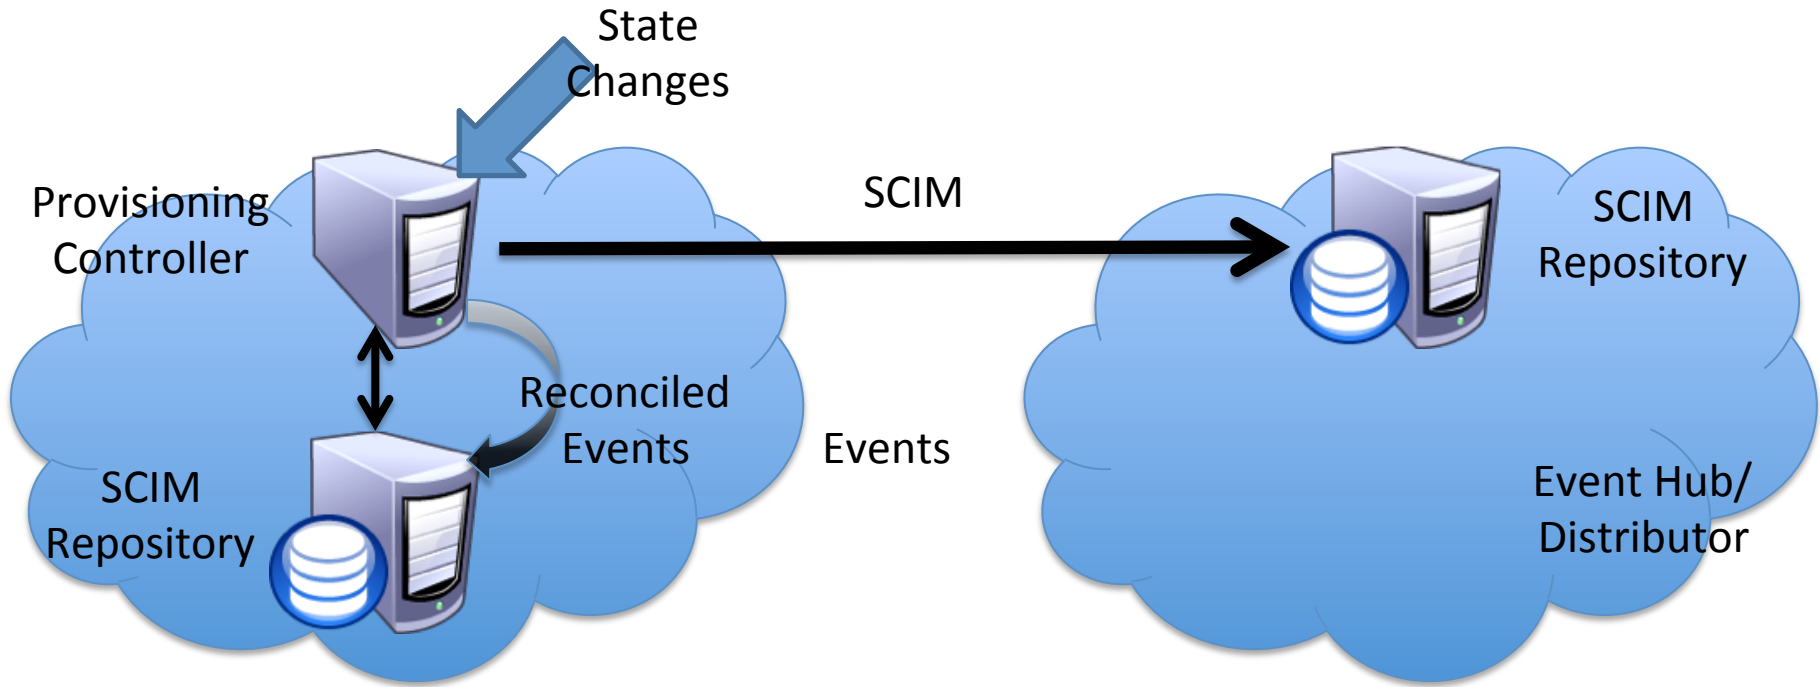 State
Changes
Provisioning
Controller
SCIM
SCIM
Repository
Reconciled
Events
Events
SCIM
Repository
Event Hub/
Distributor